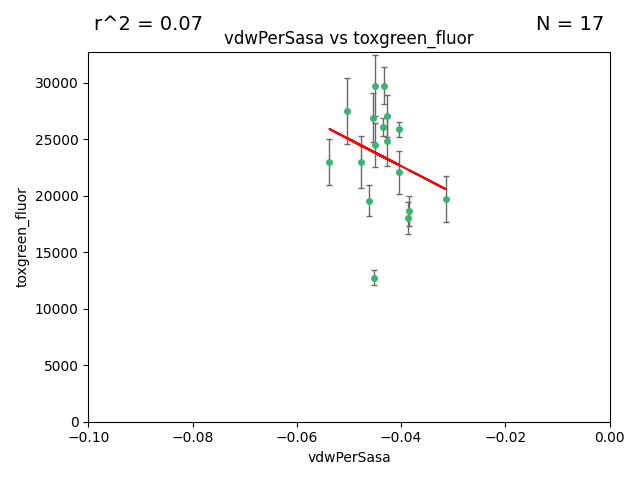 r^2 = 0.07
N = 17
vdwPerSasa vs toxgreen_fluor
30000
25000
20000
15000
10000
5000
0
toxgreen_fluor
−0.10
−0.08
−0.06
−0.04
−0.02
0.00
vdwPerSasa